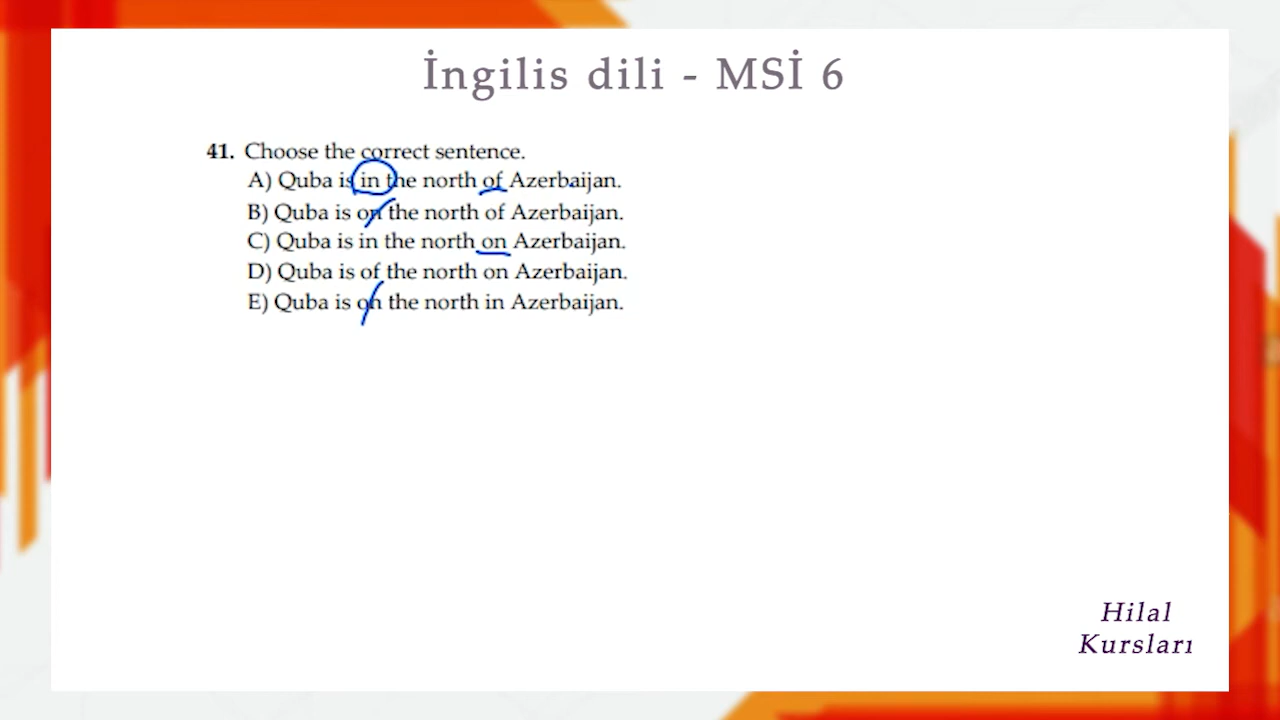 İngilis dili - MSİ 6
41. Choose the correct sentence.
A) Quba is in the north of Azerbaijan.
B) Quba is on the north of Azerbaijan.
C) Quba is in the north on Azerbaijan.
D) Quba is of the north on Azerbaijan.
E) Quba is on the north in Azerbaijan.
Hilal
Kursları